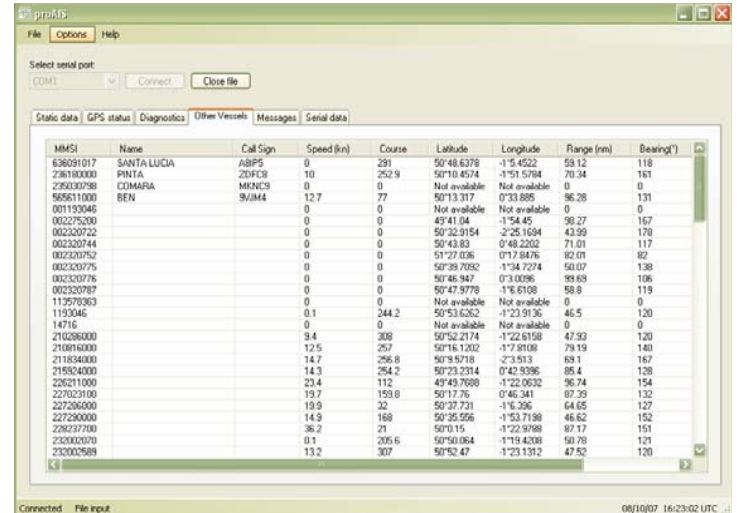 proAIS
File Options Help
Select serial port:
COM1 Connect Close file
Static data GPS status Diagnostics Other Vessels Messages Serial data
MMSI Name Call Sign Speed (kn) Course Latitude Longitude Range (nm) Bearing(°)
636091017 SANTA LUCIA A8IP5 0 291 50°48.6378 -1°5.4522 59.12 118
236180000 PINTA ZDFC8 10 252.9 50°10.4574 -1°51.5784 70.34 161
235030798 COMARA MKNC9 0 0 Not available Not available 0 0
565611000 BEN 9VJM4 12.7 77 50°13.317 0°33.885 96.28 131
001193046 0 0 Not available Not available 0 0
002275200 0 0 49°41.04 -1°54.45 98.27 167
002320722 0 0 50°32.9154 -2°25.1694 43.99 178
002320744 0 0 50°43.83 0°48.2202 71.01 117
002320752 0 0 51°27.036 0°17.8476 82.01 82
002320775 0 0 50°39.7092 -1°34.7274 50.07 138
002320776 0 0 50°46.947 0°3.0096 99.69 106
002320787 0 0 50°47.9778 -1°6.6108 58.8 119
113578363 0 0 Not available Not available 0 0
1193046 0.1 244.2 50°53.6262 -1°23.9136 46.5 120
14716 0 0 Not available Not available 0 0
210286000 9.4 308 50°52.2174 -1°22.6158 47.93 120
210816000 12.5 257 50°16.1202 -1°7.8108 79.19 140
211834000 14.7 256.8 50°9.5718 -2°3.513 69.1 167
215924000 14.3 254.2 50°23.2314 0°42.9396 85.4 128
226211000 23.4 112 49°49.7688 -1°22.0632 96.74 154
227023100 19.7 159.8 50°17.76 0°46.341 87.39 132
227286000 19.9 32 50°37.731 -1°6.396 64.65 127
227290000 14.9 168 50°35.556 -1°53.7198 46.62 152
228237700 36.2 21 50°0.15 -1°22.9788 87.17 151
232002070 0.1 205.6 50°50.064 -1°19.4208 50.78 121
232002589 13.2 307 50°52.47 -1°23.1312 47.52 120
Connected File input 08/10/07 16:23:02 UTC